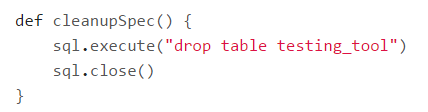 def cleanupSpec() {
    sql.execute("drop table testing_tool")
    sql.close()
}